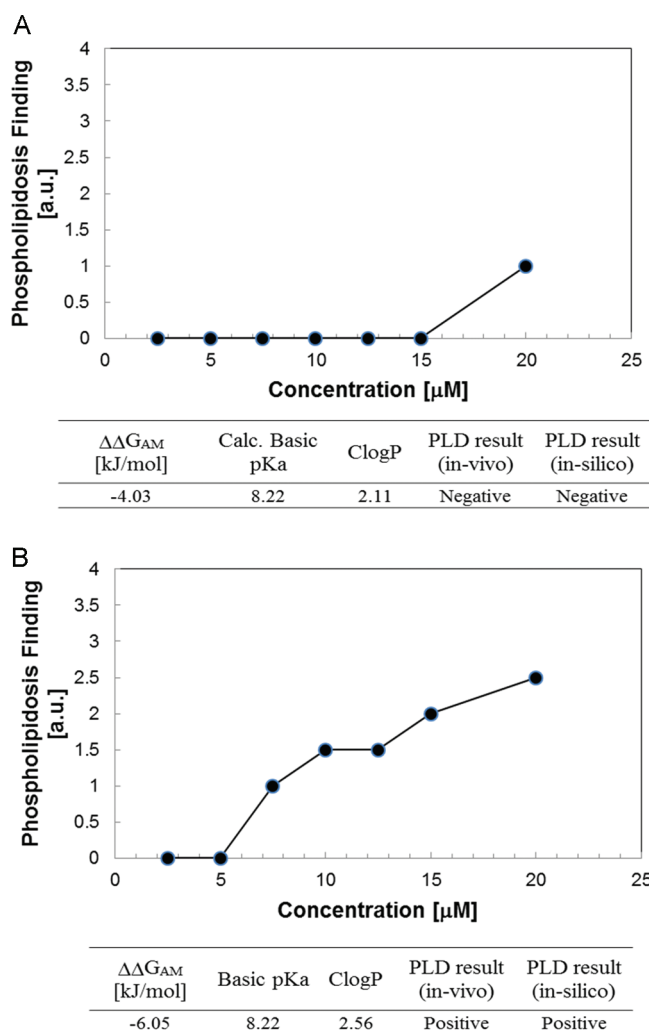 A
Phospholipidosis Finding
[a.u.]
4
3.5
3
2.5
2
1.5
1
0.5
0
0 5 10 15 20 25
Concentration [μM]
ΔΔGAM [kJ/mol] Calc. Basic pKa ClogP PLD result (in-vivo) PLD result (in-silico)
-4.03 8.22 2.11 Negative Negative
B
Phospholipidosis Finding
[a.u.]
4
3.5
3
2.5
2
1.5
1
0.5
0
0 5 10 15 20 25
Concentration [μM]
ΔΔGAM [kJ/mol] Basic pKa ClogP PLD result (in-vivo) PLD result (in-silico)
-6.05 8.22 2.56 Positive Positive